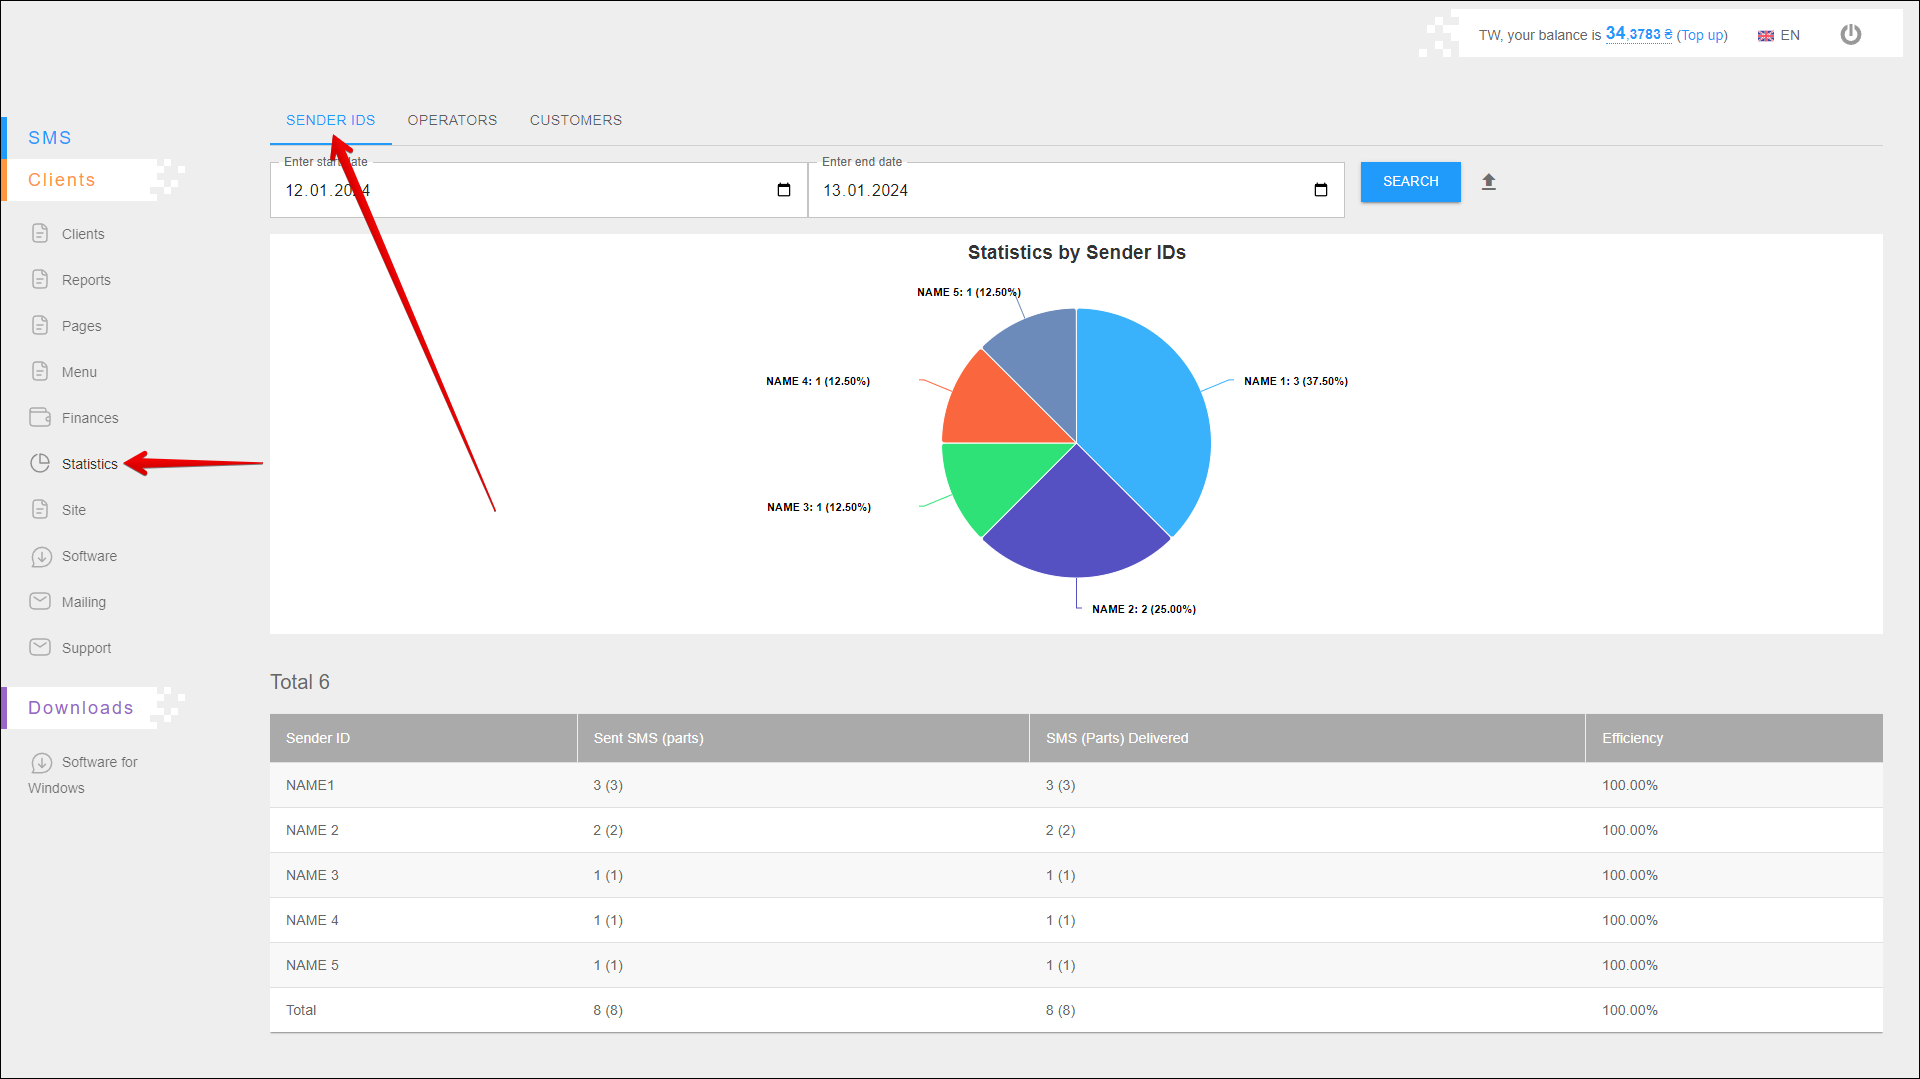 TW, your balance is 34,3783 ₴ (Top up)
EN
SMS
Clients
Clients
Reports
Pages
Menu
Finances
Statistics
Site
Software
Mailing
Support
Downloads
Software for
Windows
SENDER IDS
OPERATORS
CUSTOMERS
Enter start date
12.01.2024
Enter end date
13.01.2024
SEARCH
Statistics by Sender IDs
NAME 5: 1 (12.50%)
NAME 4: 1 (12.50%)
NAME 1: 3 (37.50%)
NAME 3: 1 (12.50%)
NAME 2: 2 (25.00%)
Total 6
Sender ID Sent SMS (parts) SMS (Parts) Delivered Efficiency
NAME1 3 (3) 3 (3) 100.00%
NAME 2 2 (2) 2 (2) 100.00%
NAME 3 1 (1) 1 (1) 100.00%
NAME 4 1 (1) 1 (1) 100.00%
NAME 5 1 (1) 1 (1) 100.00%
Total 8 (8) 8 (8) 100.00%